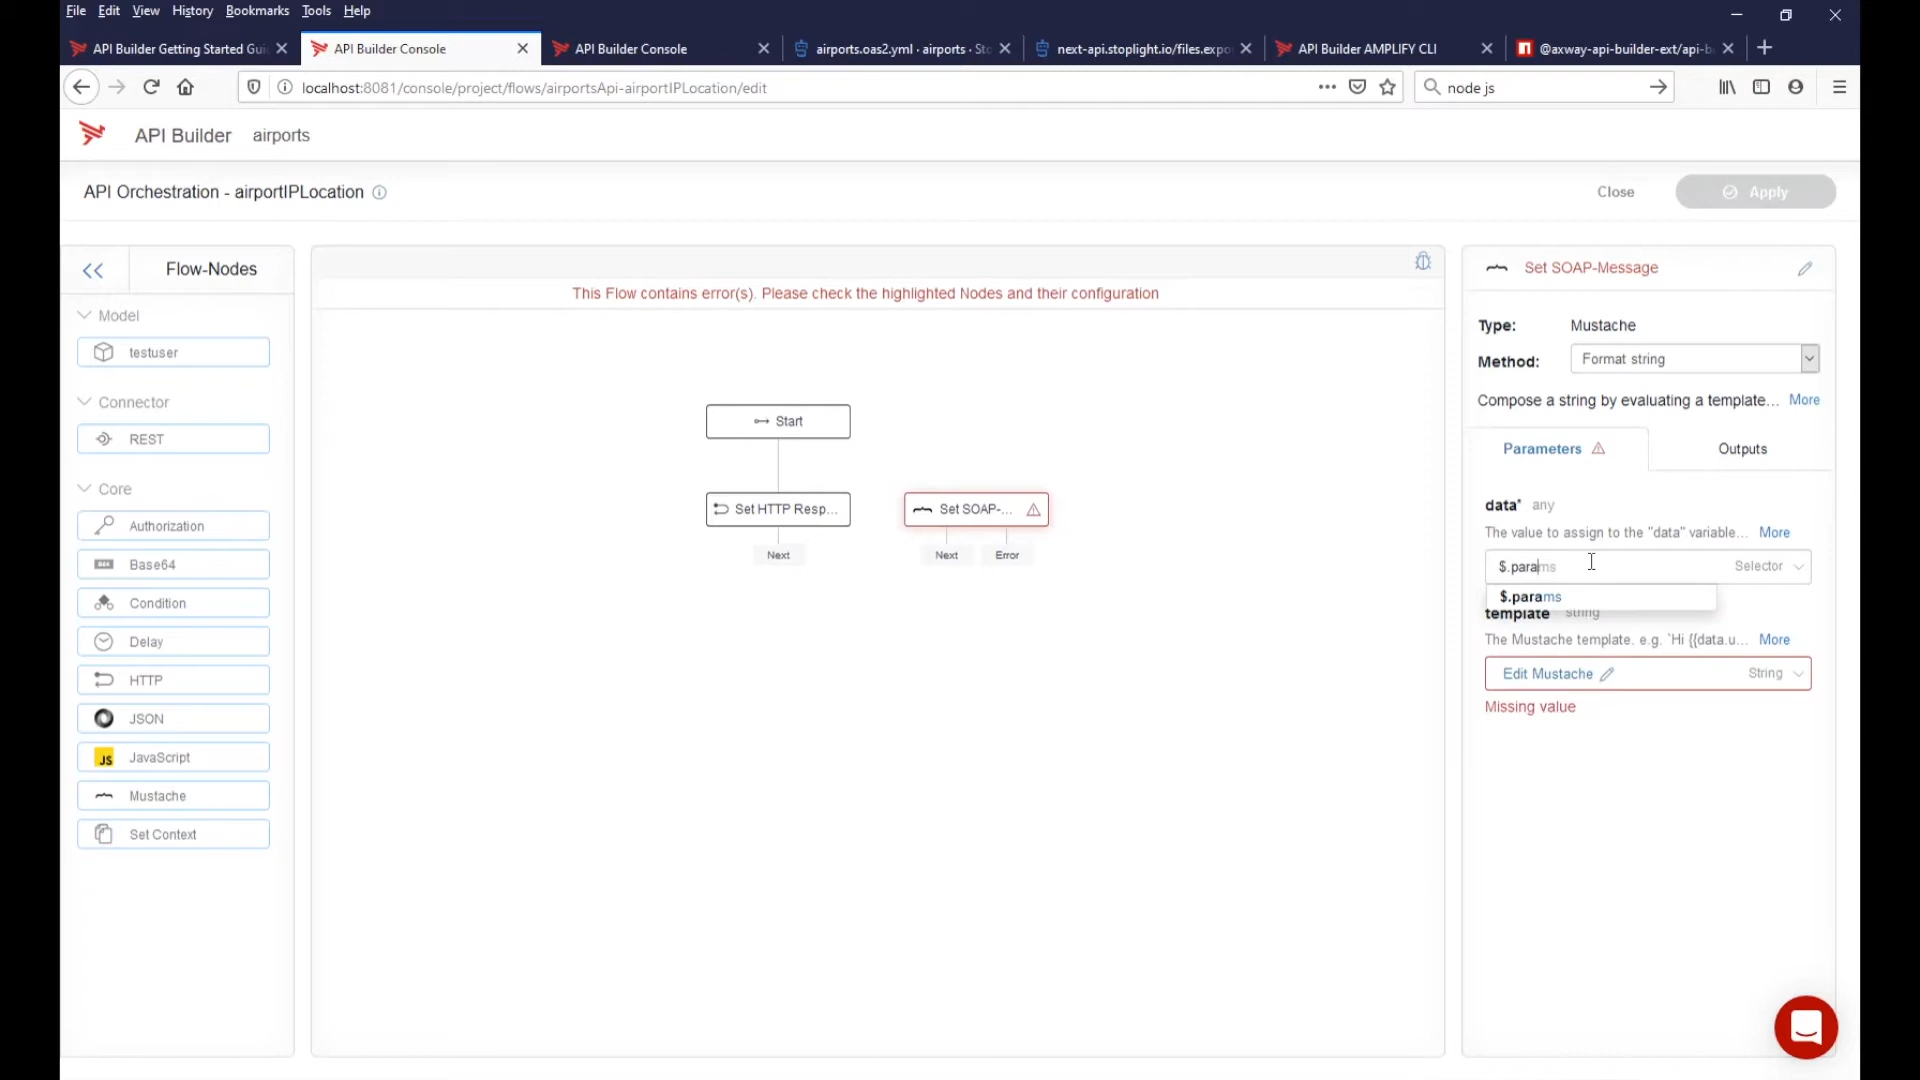 File Edit View History Bookmarks Tools Help
API Builder Getting Started Gui
API Builder Console
API Builder Console
airports.oas2.yml · airports · Sto
next-api.stoplight.io/files.expo
API Builder AMPLIFY CLI
@axway-api-builder-ext/api-b
localhost:8081/console/project/flows/airportsApi-airportIPLocation/edit
node js
API Builder airports
API Orchestration - airportIPLocation
Close
Apply
Flow-Nodes
Model
testuser
Connector
REST
Core
Authorization
Base64
Condition
Delay
HTTP
JSON
JS JavaScript
Mustache
Set Context
This Flow contains error(s). Please check the highlighted Nodes and their configuration
Start
Set HTTP Resp...
Next
Set SOAP-...
Next Error
Set SOAP-Message
Type: Mustache
Method: Format string
Compose a string by evaluating a template... More
Parameters Outputs
data* any
The value to assign to the "data" variable... More
$.params Selector
$.params
template string
The Mustache template. e.g. `Hi {{data.u... More
Edit Mustache String
Missing value